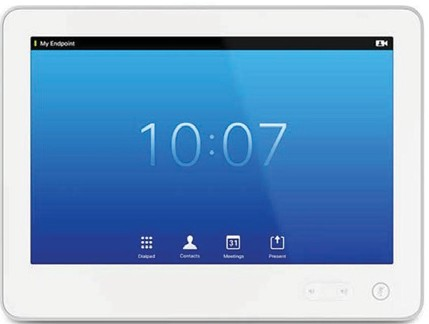 My Endpoint
10:07
31
Dialpad Contacts Meetings Present